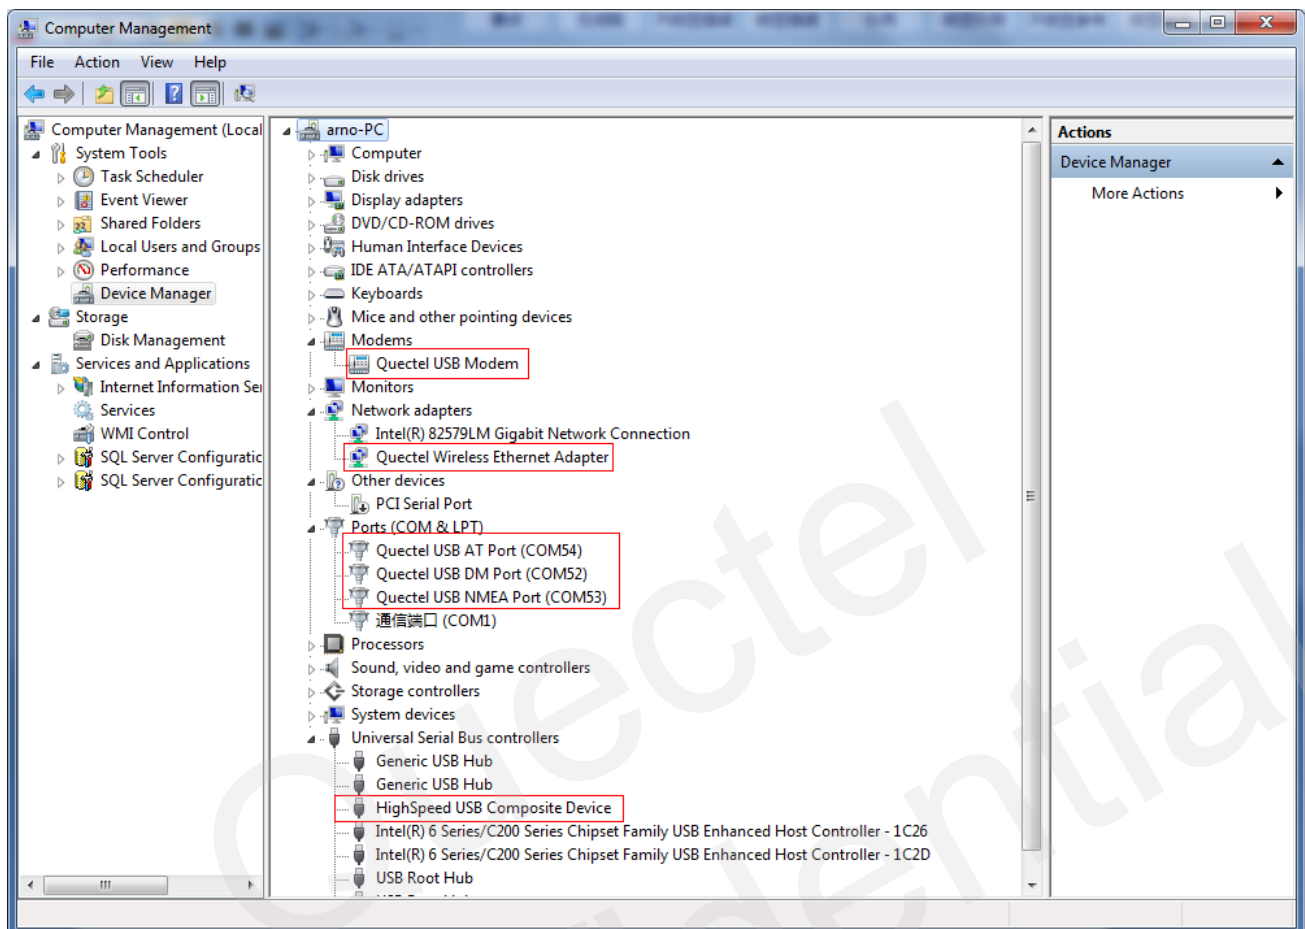 Computer Management
File Action View Help
Computer Management (Local
System Tools
Task Scheduler
Event Viewer
Shared Folders
Local Users and Groups
Performance
Device Manager
Storage
Disk Management
Services and Applications
Internet Information Ser
Services
WMI Control
SQL Server Configuratic
SQL Server Configuratic
arno-PC
Computer
Disk drives
Display adapters
DVD/CD-ROM drives
Human Interface Devices
IDE ATA/ATAPI controllers
Keyboards
Mice and other pointing devices
Modems
Quectel USB Modem
Monitors
Network adapters
Intel(R) 82579LM Gigabit Network Connection
Quectel Wireless Ethernet Adapter
Other devices
PCI Serial Port
Ports (COM & LPT)
Quectel USB AT Port (COM54)
Quectel USB DM Port (COM52)
Quectel USB NMEA Port (COM53)
通信端口 (COM1)
Processors
Sound, video and game controllers
Storage controllers
System devices
Universal Serial Bus controllers
Generic USB Hub
Generic USB Hub
HighSpeed USB Composite Device
Intel(R) 6 Series/C200 Series Chipset Family USB Enhanced Host Controller - 1C26
Intel(R) 6 Series/C200 Series Chipset Family USB Enhanced Host Controller - 1C2D
USB Root Hub
Actions
Device Manager
More Actions
Quectel